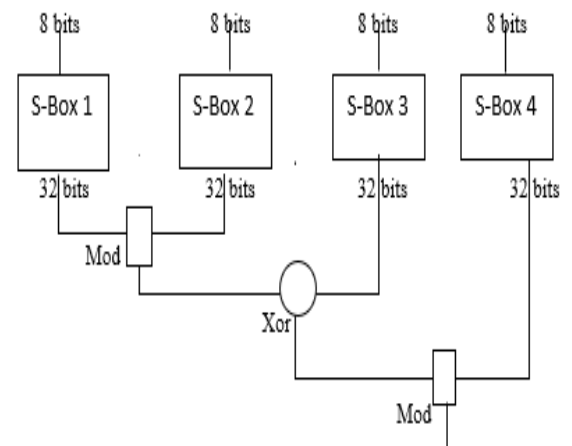 8 bits 8 bits 8 bits 8 bits
S-Box 1 S-Box 2 S-Box 3 S-Box 4
32 bits 32 bits 32 bits 32 bits
Mod
Xor
Mod